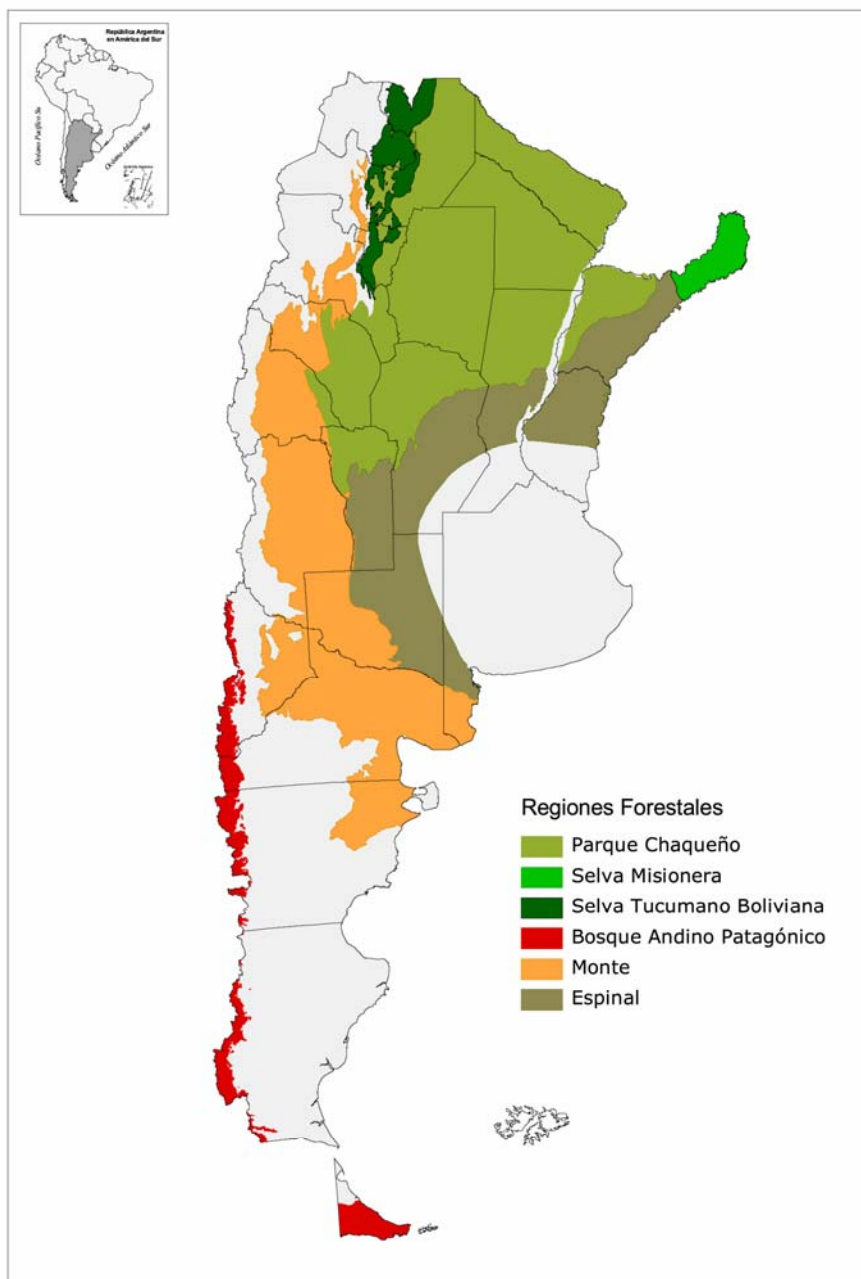 República Argentina
en América del Sur
Océano Pacífico Su
Océano Atlántico Sur
Regiones Forestales
Parque Chaqueño
Selva Misionera
Selva Tucumano Boliviana
Bosque Andino Patagónico
Monte
Espinal